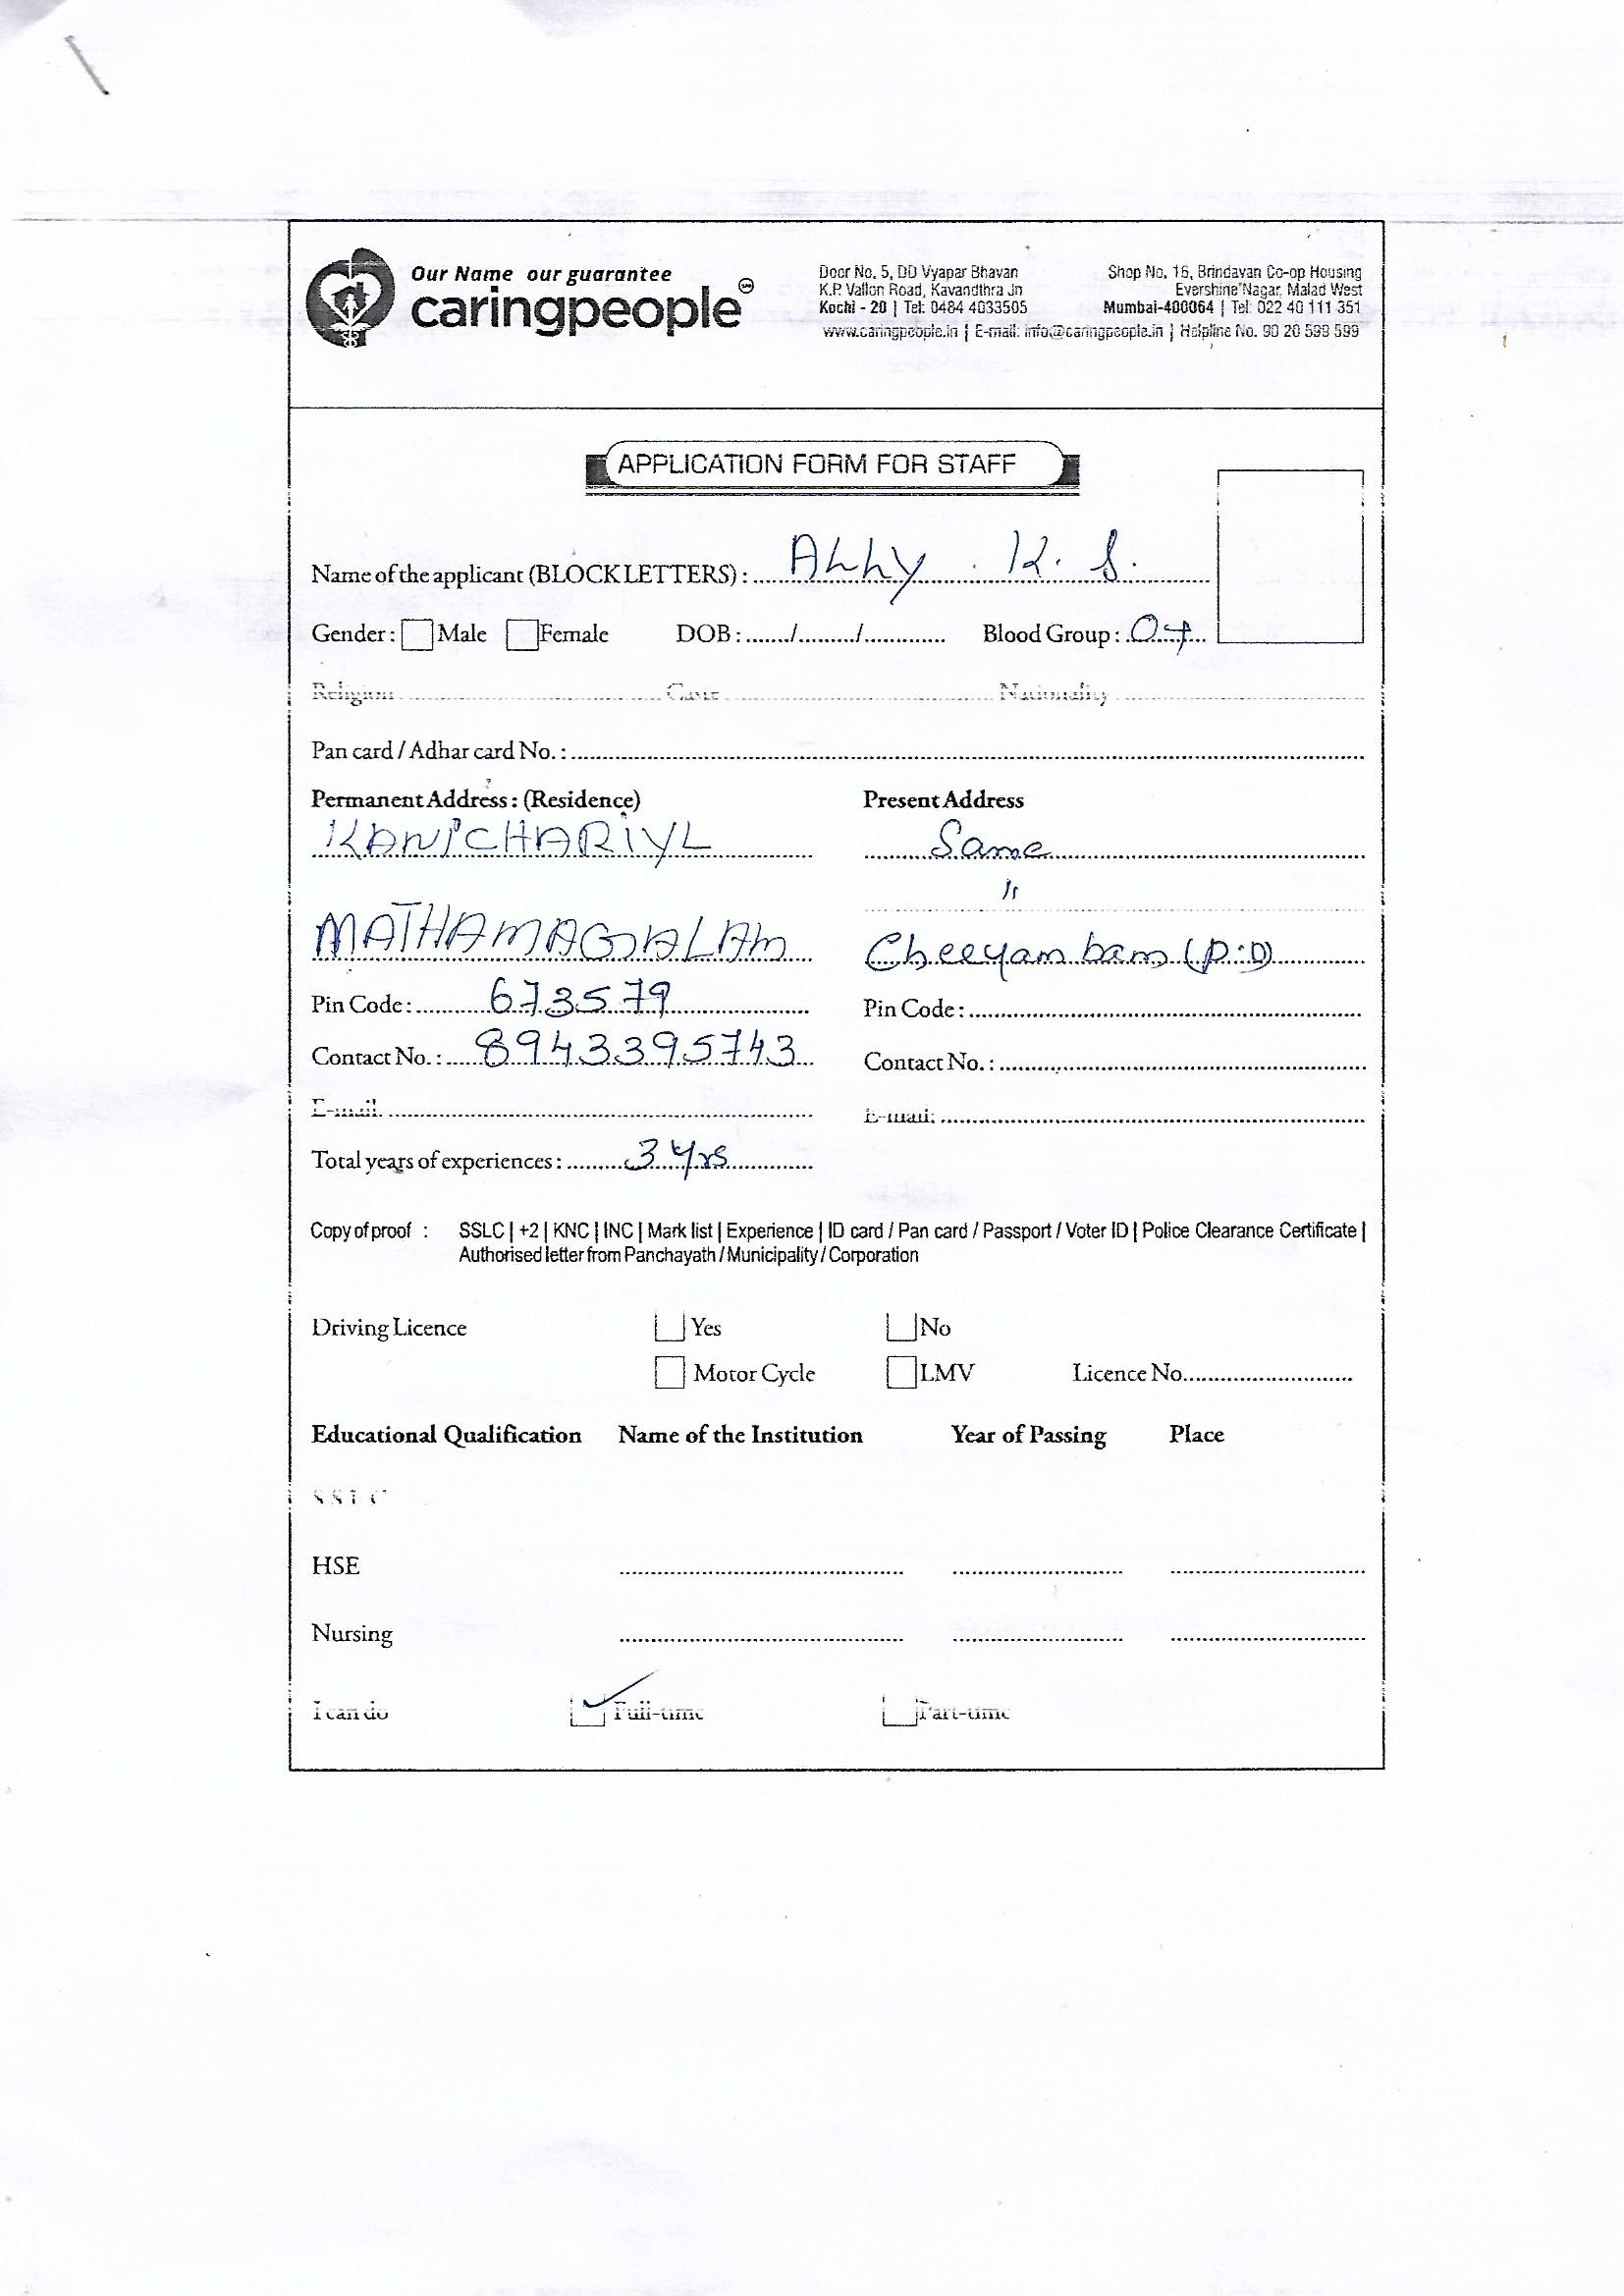 Our Name our guarantee
caringpeople SM
Door No. 5, DD Vyapar Bhavan
K.P. Vallon Road, Kavandthra Jn
Kochi - 20 | Tel: 0484 4033505
Shop No. 16, Brindavan Co-op Housing
Evershine Nagar, Malad West
Mumbai-400064 | Tel: 022 40 111 351
www.caringpeople.in | E-mail: info@caringpeople.in | Helpline No. 90 20 599 599
APPLICATION FORM FOR STAFF
Name of the applicant (BLOCK LETTERS) : ALLY . K. S.
Gender : Male Female DOB : ....../........./............ Blood Group : O+
Religion Caste Nationality
Pan card / Adhar card No. :
Permanent Address : (Residence) Present Address
KANICHARIYL Same
"
MATHAMAGALAM Cheeyambam (P.O)
Pin Code : 673579 Pin Code :
Contact No. : 8943395743 Contact No. :
E-mail: E-mail:
Total years of experiences : 3 Yrs
Copy of proof : SSLC | +2 | KNC | INC | Mark list | Experience | ID card / Pan card / Passport / Voter ID | Police Clearance Certificate |
Authorised letter from Panchayath / Municipality / Corporation
Driving Licence Yes No
Motor Cycle LMV Licence No.
Educational Qualification Name of the Institution Year of Passing Place
SSLC
HSE
Nursing
I can do ✓ Full-time Part-time